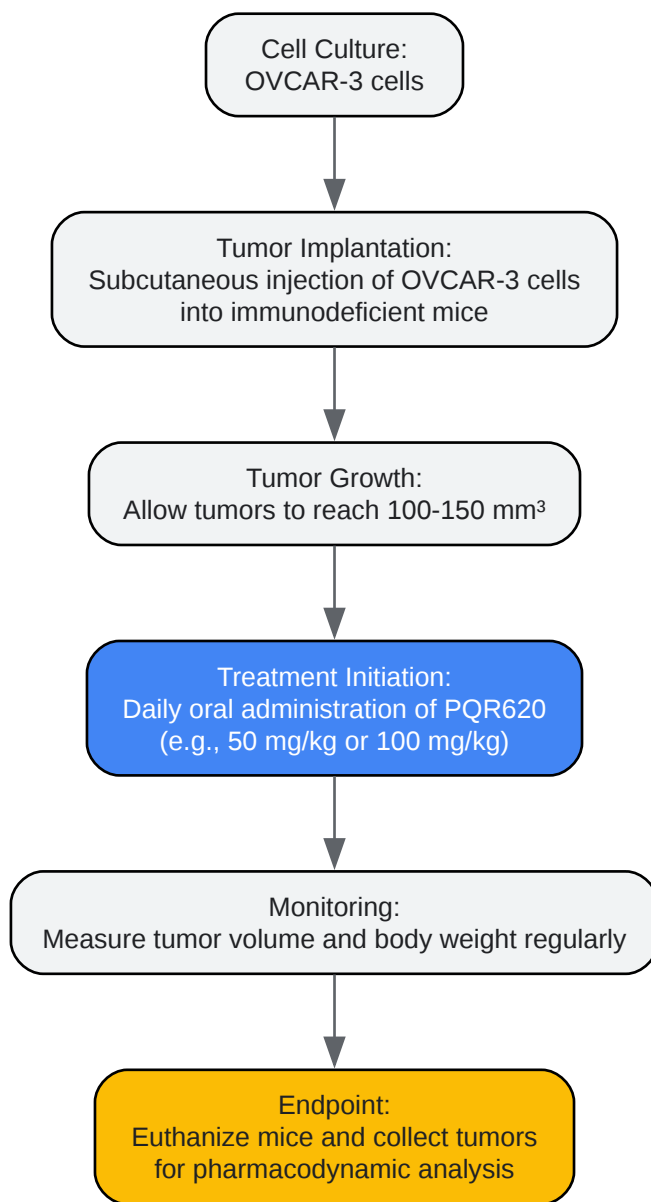 Cell Culture:
OVCAR-3 cells
Tumor Implantation:
Subcutaneous injection of OVCAR-3 cells
into immunodeficient mice
Tumor Growth:
Allow tumors to reach 100-150 mm³
Treatment Initiation:
Daily oral administration of PQR620
(e.g., 50 mg/kg or 100 mg/kg)
Monitoring:
Measure tumor volume and body weight regularly
Endpoint:
Euthanize mice and collect tumors
for pharmacodynamic analysis